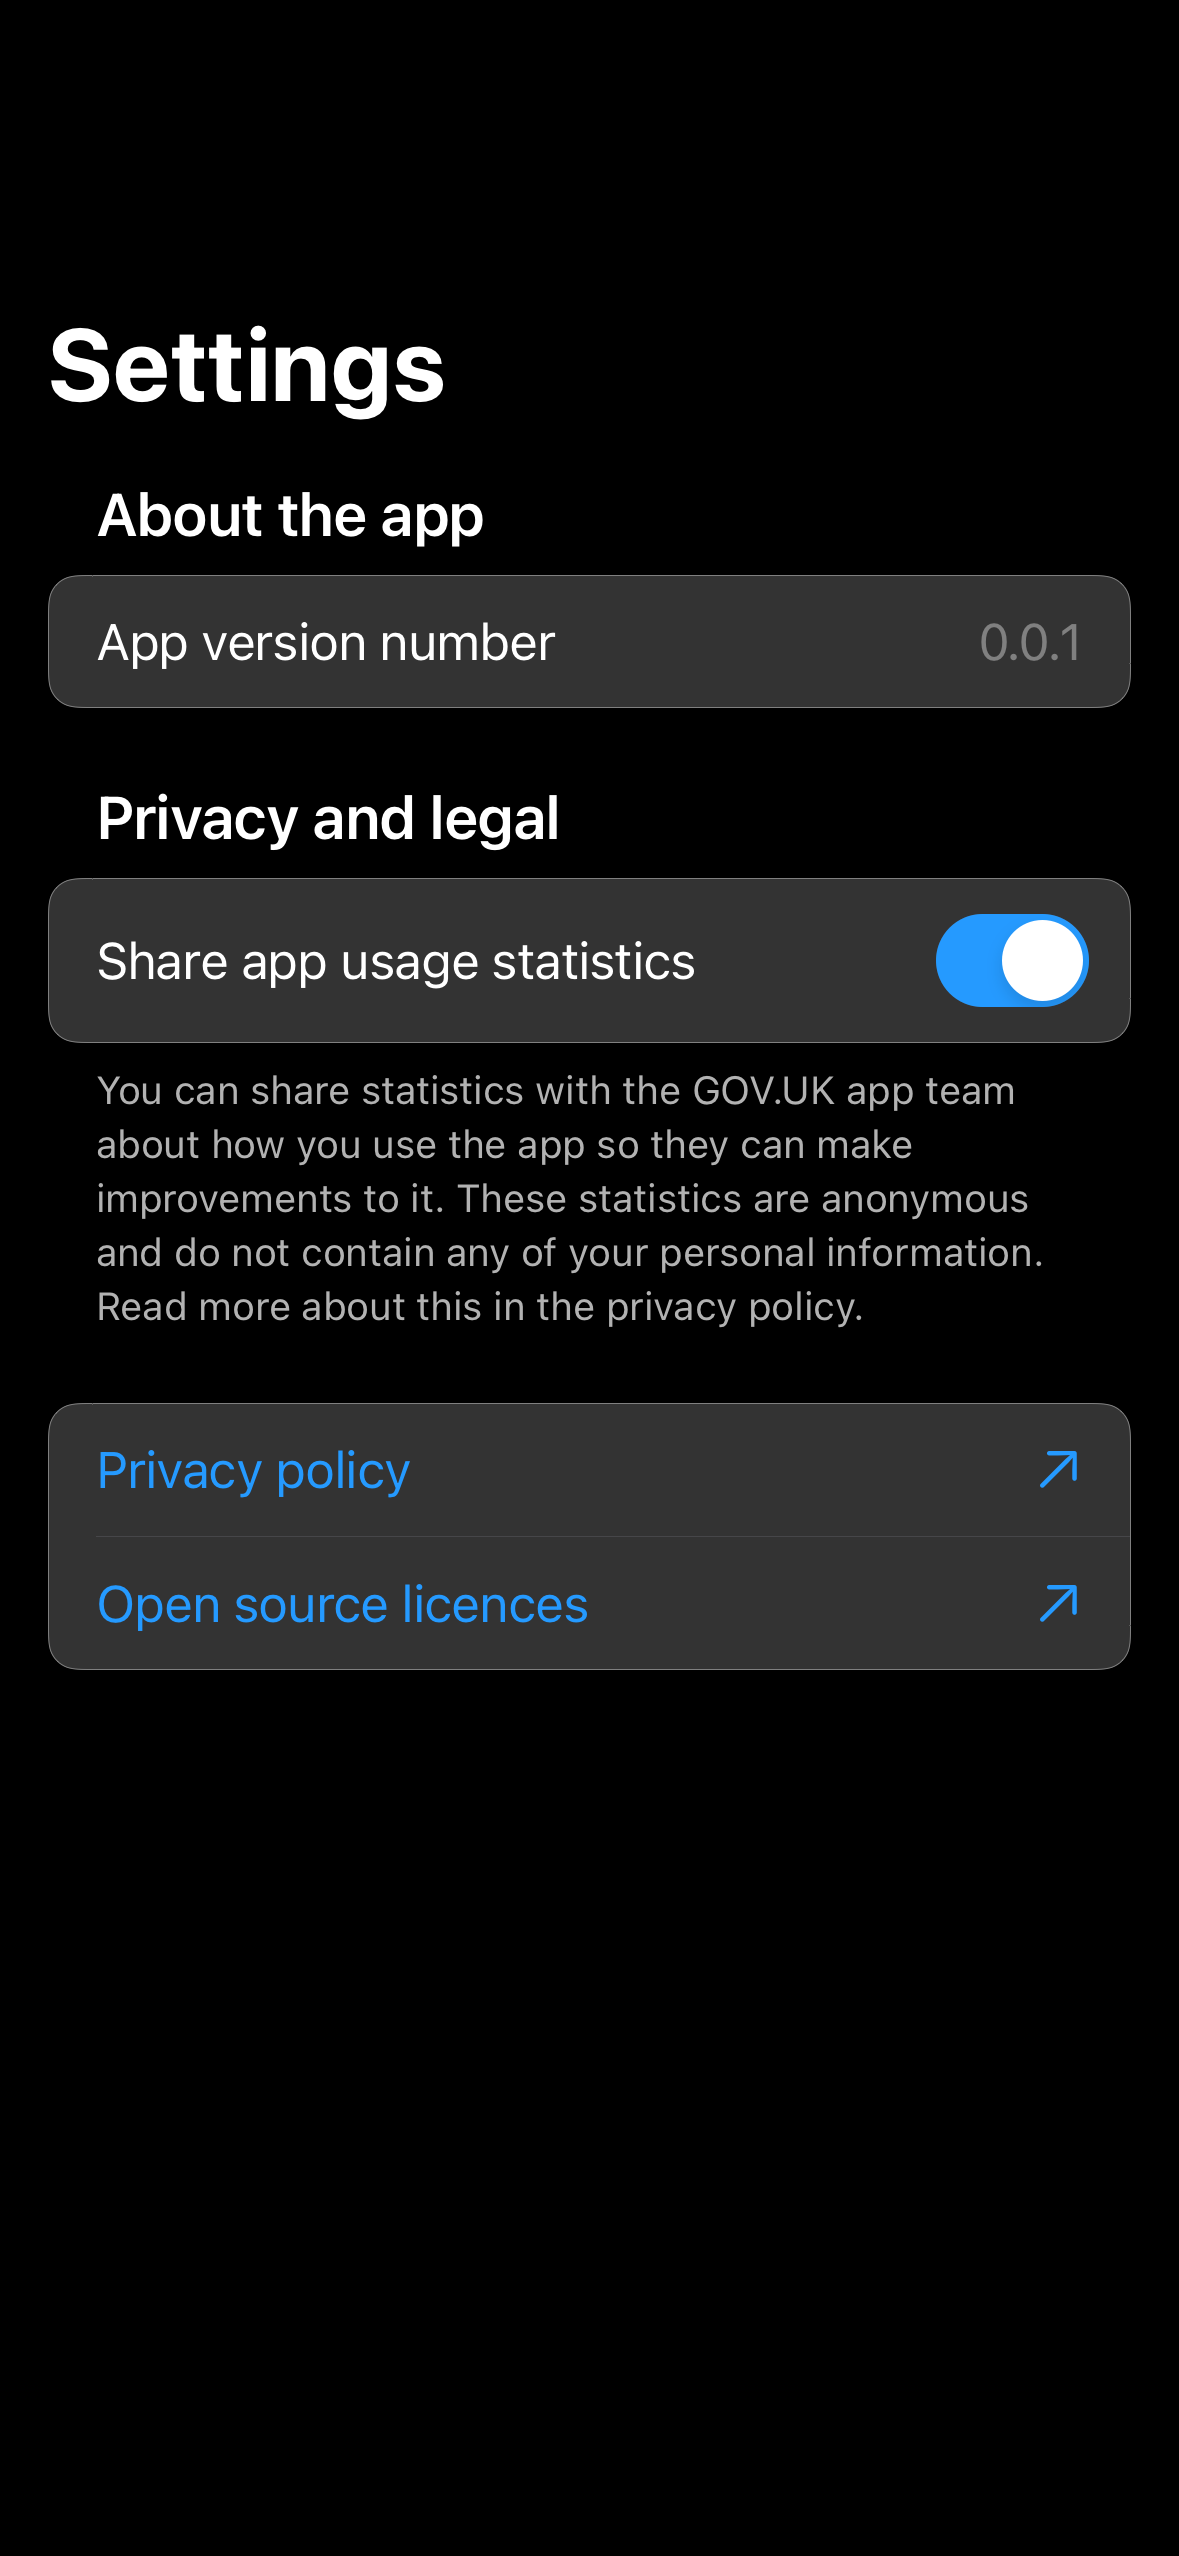 Settings
About the app
App version number 0.0.1
Privacy and legal
Share app usage statistics
You can share statistics with the GOV.UK app team
about how you use the app so they can make
improvements to it. These statistics are anonymous
and do not contain any of your personal information.
Read more about this in the privacy policy.
Privacy policy
Open source licences